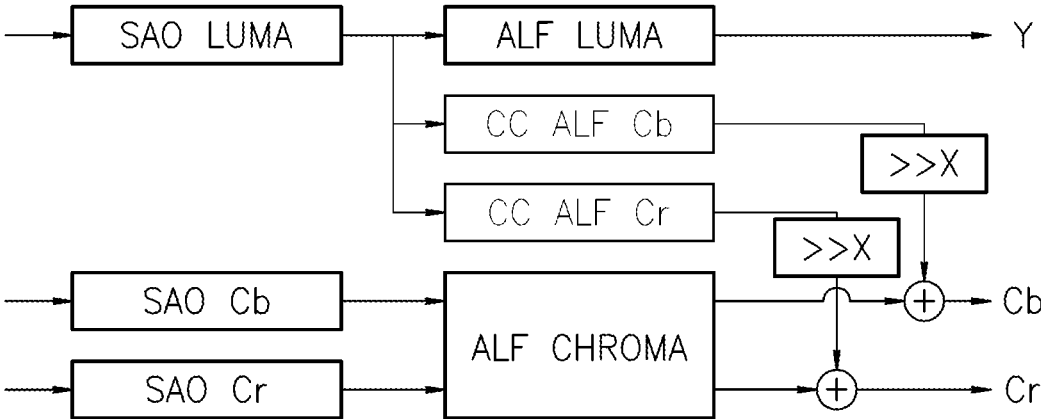 SAO LUMA
ALF LUMA
Y
CC ALF Cb
>>X
CC ALF Cr
>>X
SAO Cb
ALF CHROMA
+
Cb
SAO Cr
+
Cr